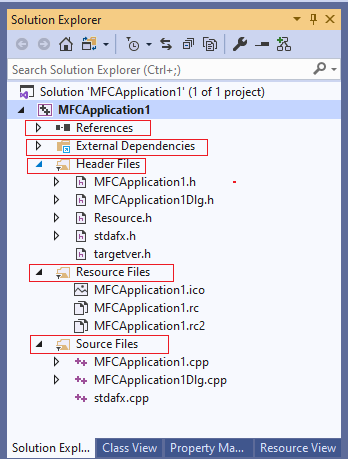 Solution Explorer
Search Solution Explorer (Ctrl+;)
Solution 'MFCApplication1' (1 of 1 project)
MFCApplication1
References
External Dependencies
Header Files
MFCApplication1.h
MFCApplication1Dlg.h
Resource.h
stdafx.h
targetver.h
Resource Files
MFCApplication1.ico
MFCApplication1.rc
MFCApplication1.rc2
Source Files
MFCApplication1.cpp
MFCApplication1Dlg.cpp
stdafx.cpp
Solution Expl... Class View Property Ma... Resource View